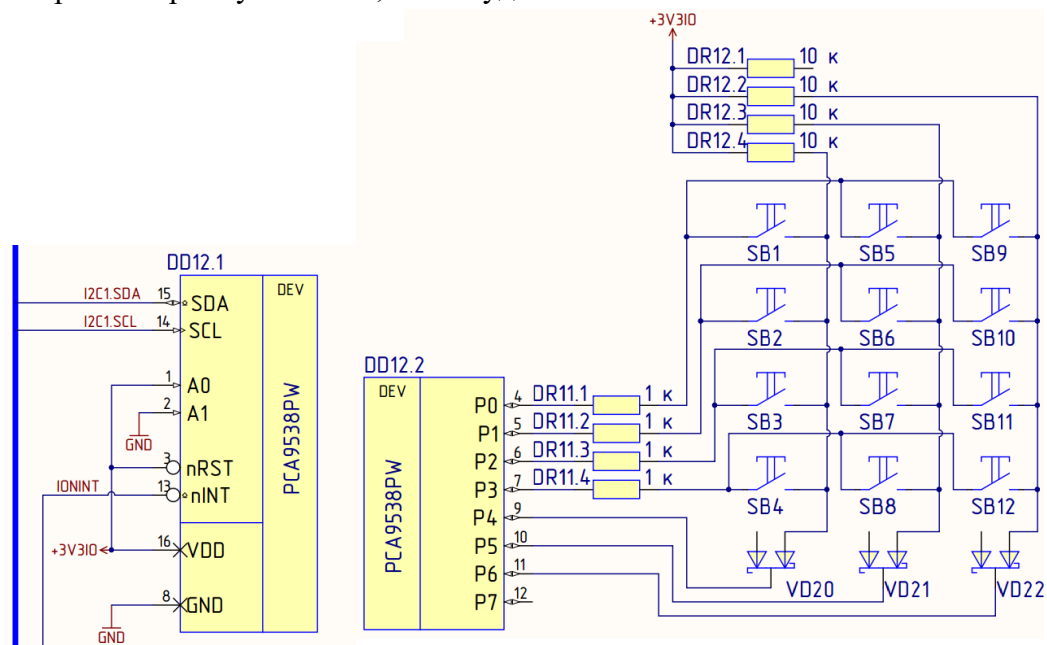 +3V3IO
DR12.1 10 к
DR12.2 10 к
DR12.3 10 к
DR12.4 10 к
SB1 SB5 SB9
SB2 SB6 SB10
SB3 SB7 SB11
SB4 SB8 SB12
VD20 VD21 VD22
DD12.1
DEV
PCA9538PW
I2C1.SDA 15 SDA
I2C1.SCL 14 SCL
1 A0
2 A1
GND
3 nRST
IONINT 13 nINT
+3V3IO 16 VDD
8 GND
GND
DD12.2
DEV
PCA9538PW
P0 4 DR11.1 1 к
P1 5 DR11.2 1 к
P2 6 DR11.3 1 к
P3 7 DR11.4 1 к
P4 9
P5 10
P6 11
P7 12